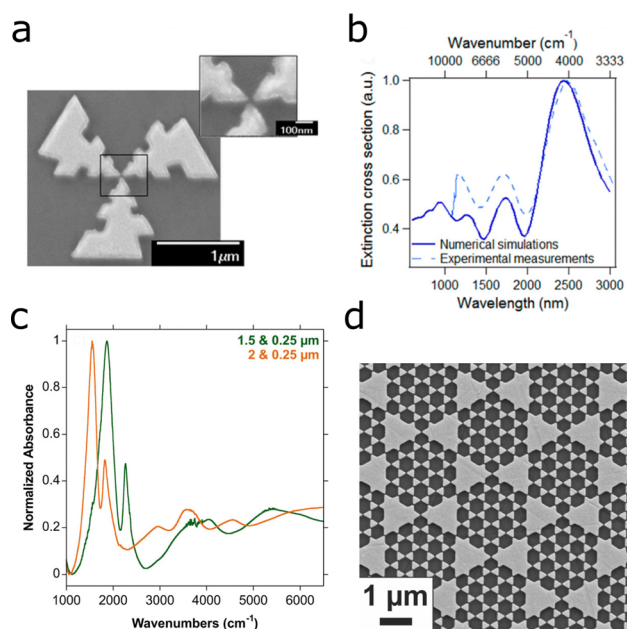 a
100nm
1μm
b
Wavenumber (cm⁻¹)
10000 6666 5000 4000 3333
Extinction cross section (a.u.)
1.0
0.8
0.6
0.4
Numerical simulations
Experimental measurements
1000 1500 2000 2500 3000
Wavelength (nm)
c
1.5 & 0.25 μm
2 & 0.25 μm
Normalized Absorbance
1
0.8
0.6
0.4
0.2
0
1000 2000 3000 4000 5000 6000
Wavenumbers (cm⁻¹)
d
1 μm